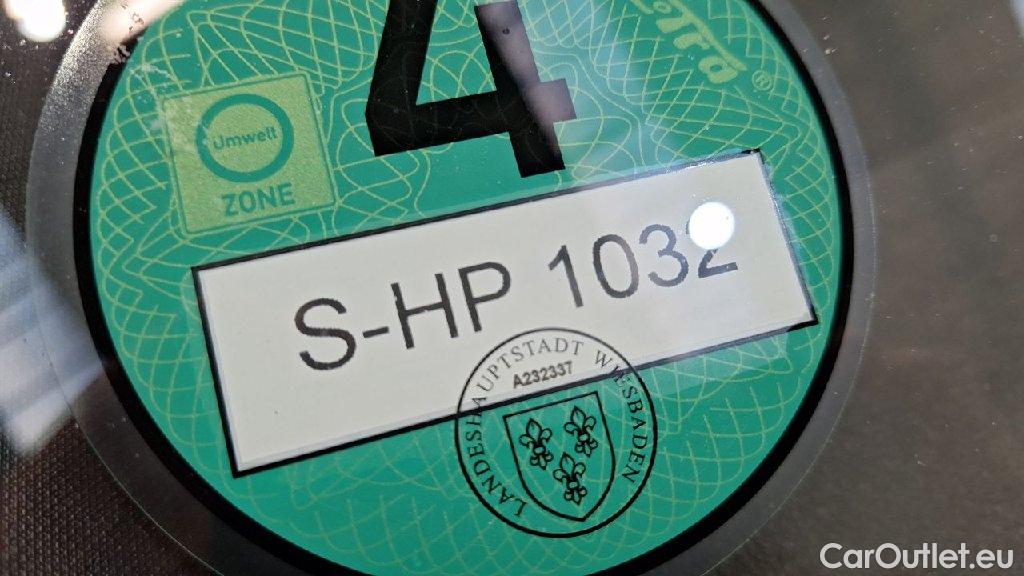 4
Umwelt
ZONE
S-HP 1032
LANDESHAUPTSTADT WIESBADEN
A232337
CarOutlet.eu